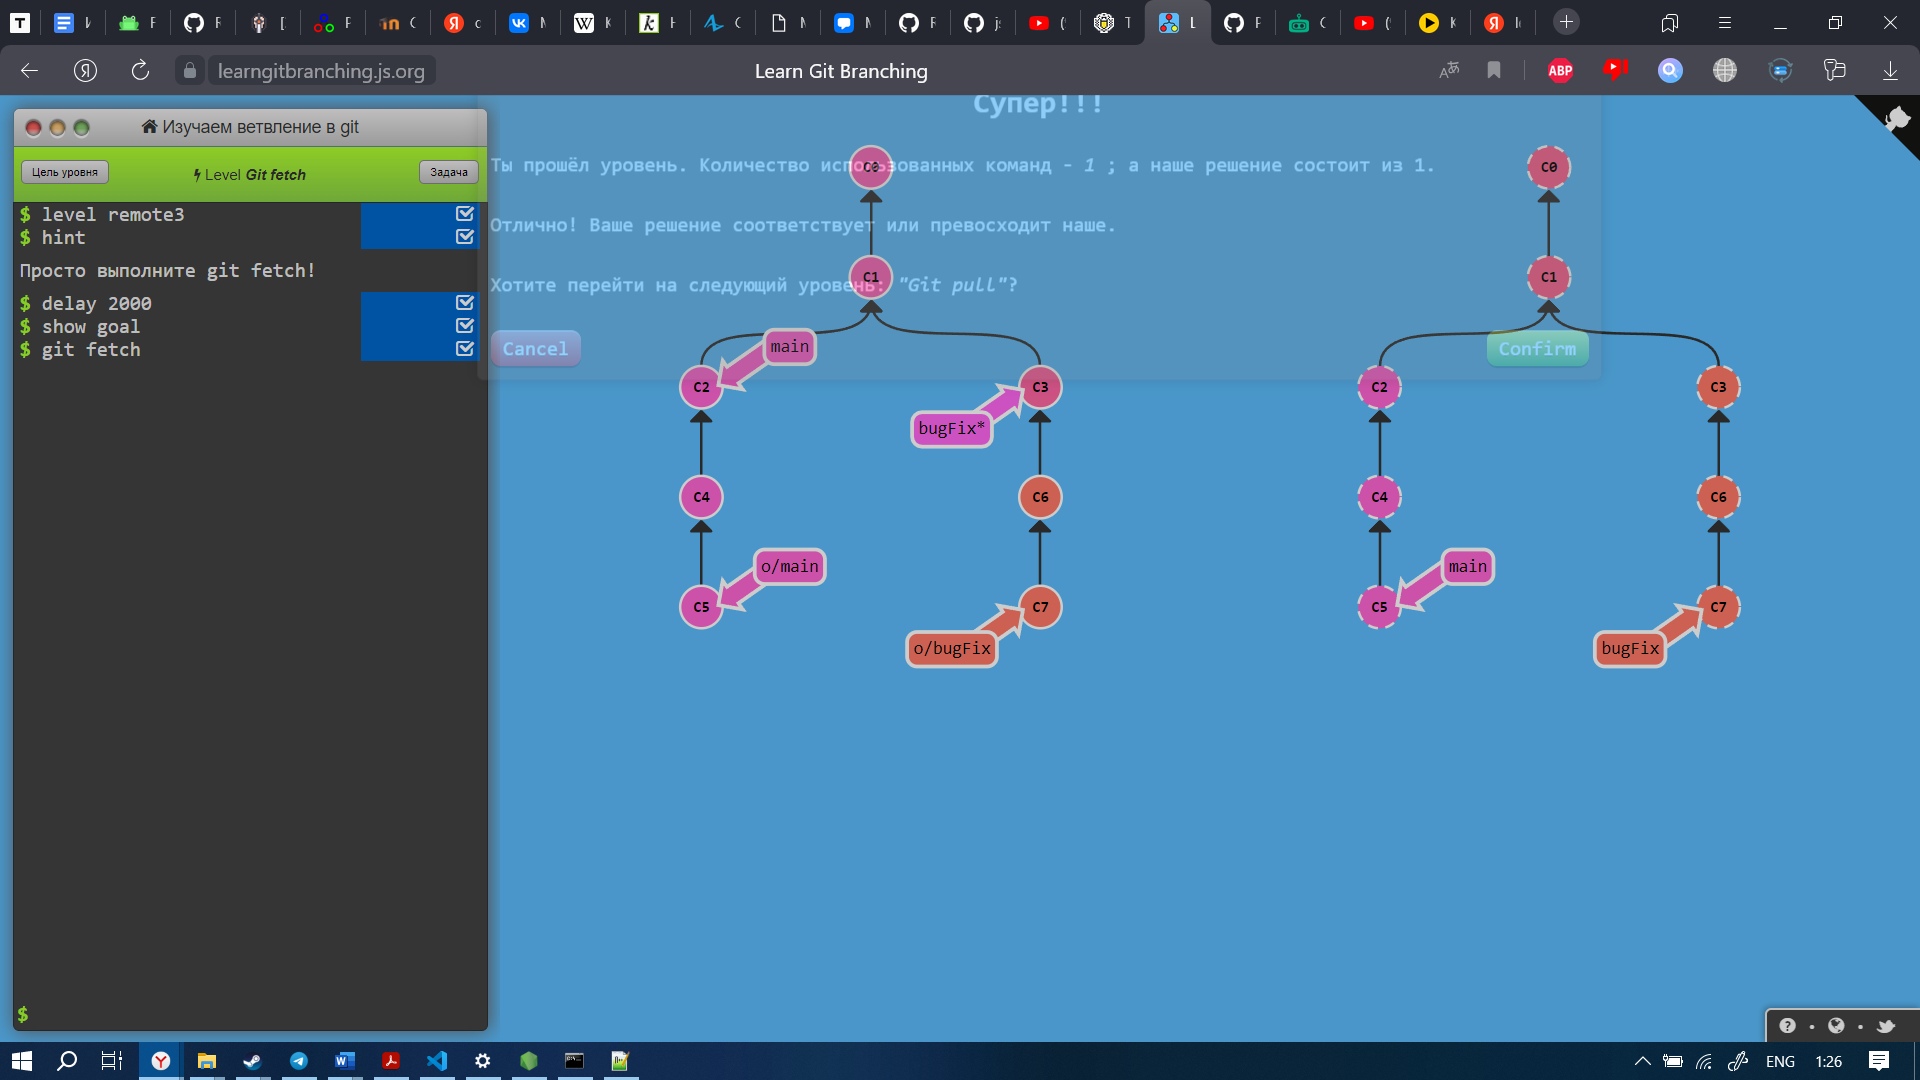 learngitbranching.js.org
Learn Git Branching
ABP
Изучаем ветвление в git
Цель уровня
Level Git fetch
Задача
$ level remote3
$ hint
Просто выполните git fetch!
$ delay 2000
$ show goal
$ git fetch
$
Супер!!!
Ты прошёл уровень. Количество использованных команд - 1 ; а наше решение состоит из 1.
Отлично! Ваше решение соответствует или превосходит наше.
Хотите перейти на следующий уровень: "Git pull"?
Cancel
Confirm
C1
main
C2
C3
bugFix*
C4
C6
o/main
C5
C7
o/bugFix
C0
C1
C2
C3
C4
C6
main
C5
C7
bugFix
ENG
1:26